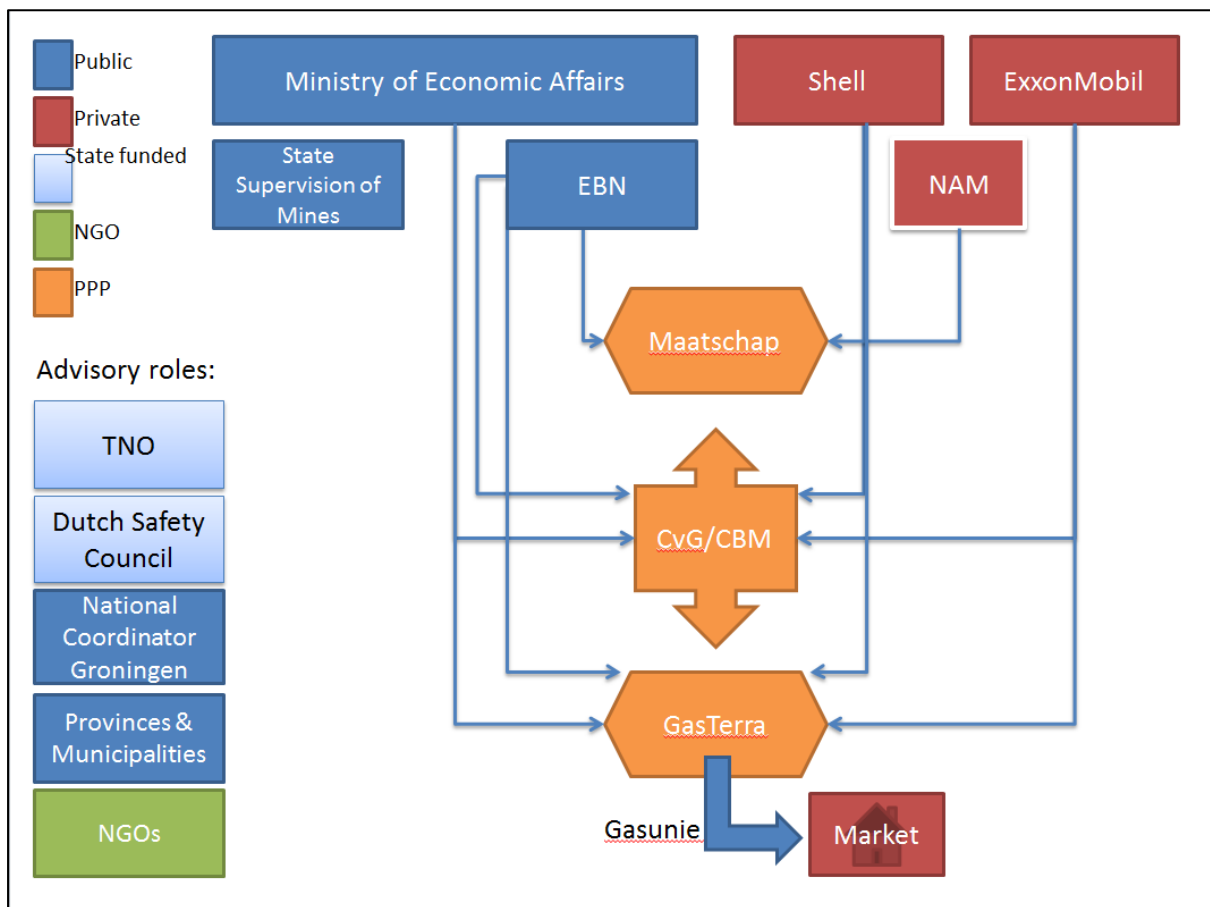 Public
Private
State funded
NGO
PPP
Ministry of Economic Affairs
Shell
ExxonMobil
State
Supervision of
Mines
EBN
NAM
Maatschap
Advisory roles:
TNO
Dutch Safety
Council
National
Coordinator
Groningen
Provinces &
Municipalities
NGOs
CvG/CBM
GasTerra
Gasunie
Market